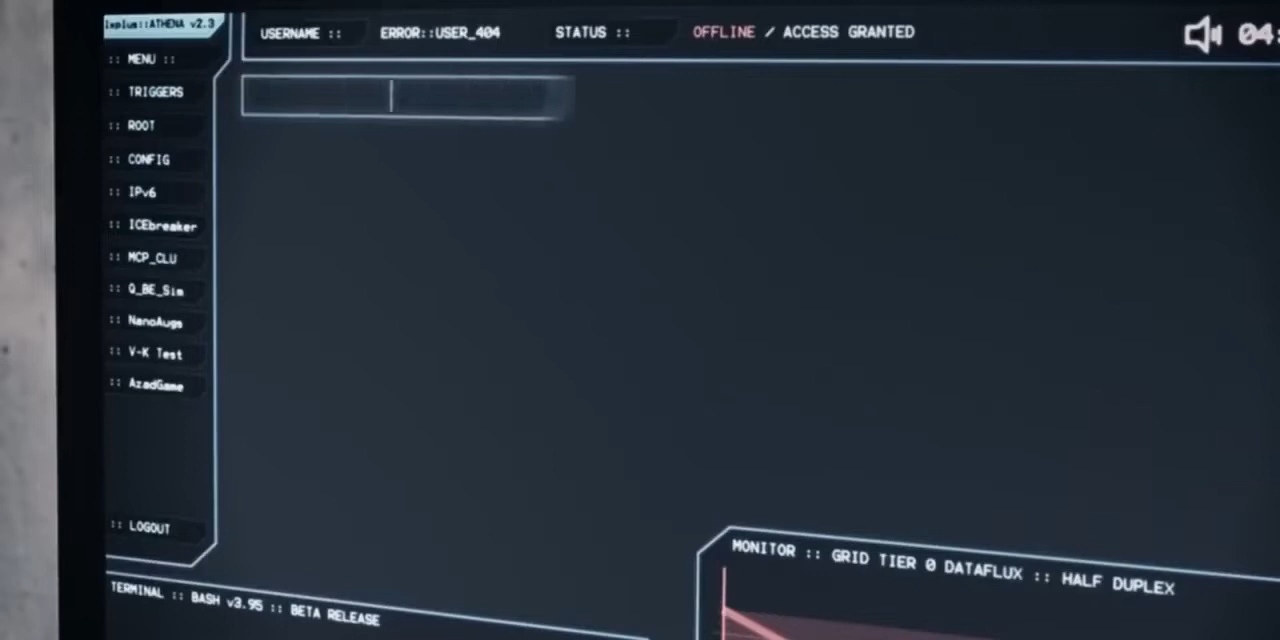 ::ATHENA v2.3
USERNAME :: ERROR::USER_404 STATUS :: OFFLINE / ACCESS GRANTED
04:
:: MENU ::
:: TRIGGERS
:: ROOT
:: CONFIG
:: IPv6
:: ICEbreaker
:: MCP_CLU
:: Q_BE_Sim
:: NanoAugs
:: V-K Test
:: AzadGame
:: LOGOUT
MONITOR :: GRID TIER 0 DATAFLUX :: HALF DUPLEX
TERMINAL :: BASH v3.95 :: BETA RELEASE